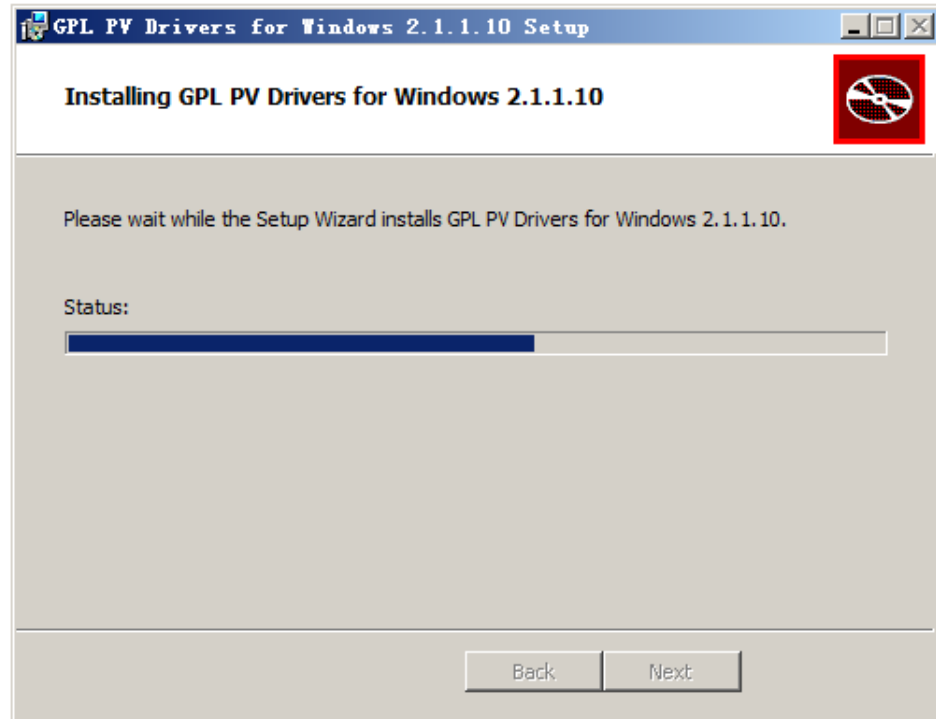 GPL PV Drivers for Windows 2.1.1.10 Setup
Installing GPL PV Drivers for Windows 2.1.1.10
Please wait while the Setup Wizard installs GPL PV Drivers for Windows 2.1.1.10.
Status:
Back Next